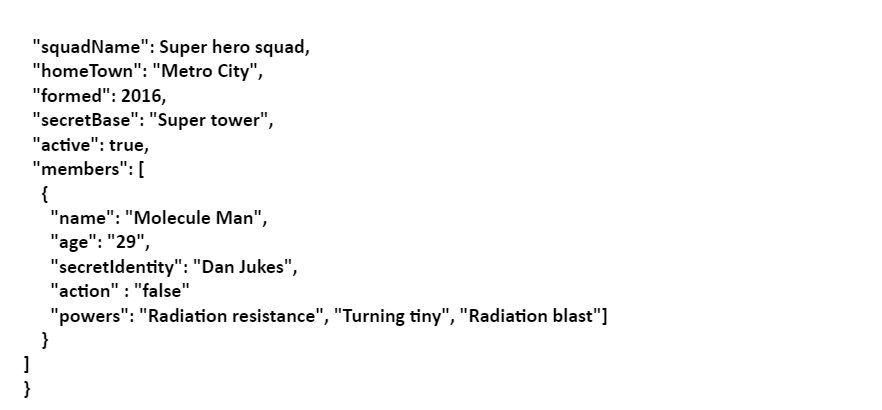 "squadName": Super hero squad,
"homeTown": "Metro City",
"formed": 2016,
"secretBase": "Super tower",
"active": true,
"members": [
{
"name": "Molecule Man",
"age": "29",
"secretIdentity": "Dan Jukes",
"action" : "false"
"powers": "Radiation resistance", "Turning tiny", "Radiation blast"]
}
]
}